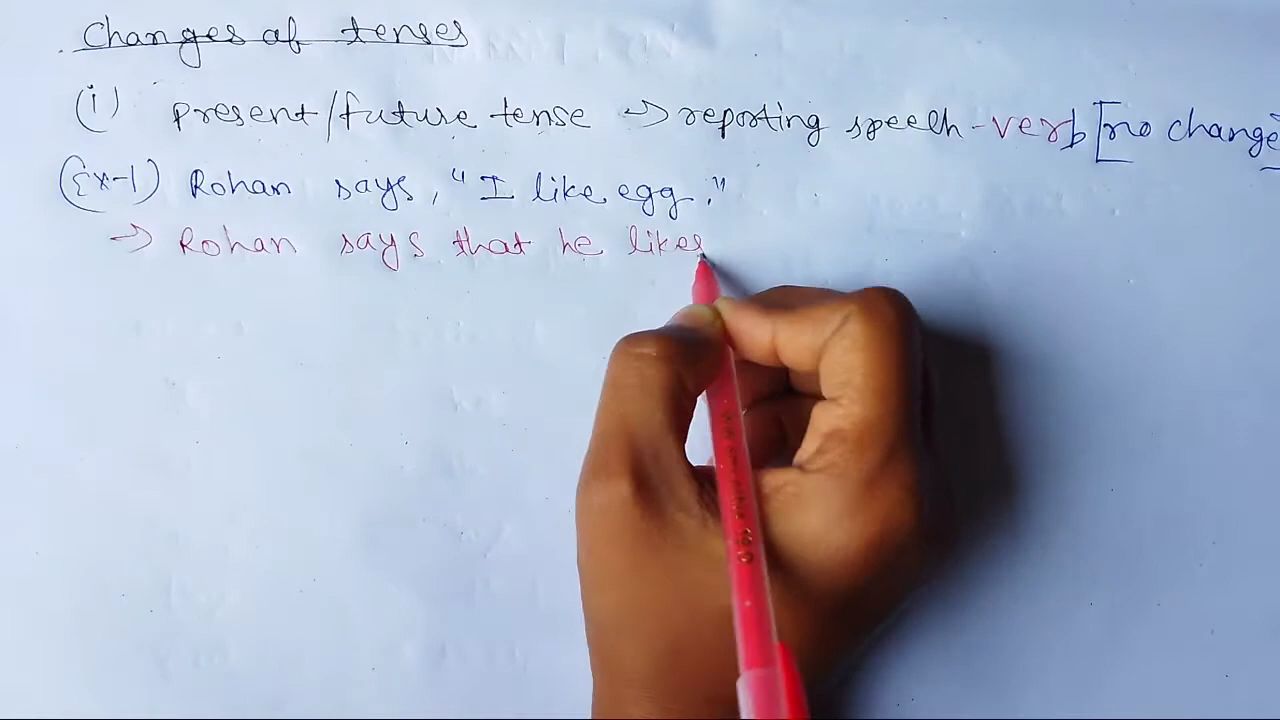 Changes of tenses
(i) present/future tense → reporting speech-verb [no change]
(Ex-1) Rohan says, "I like egg."
→ Rohan says that he likes